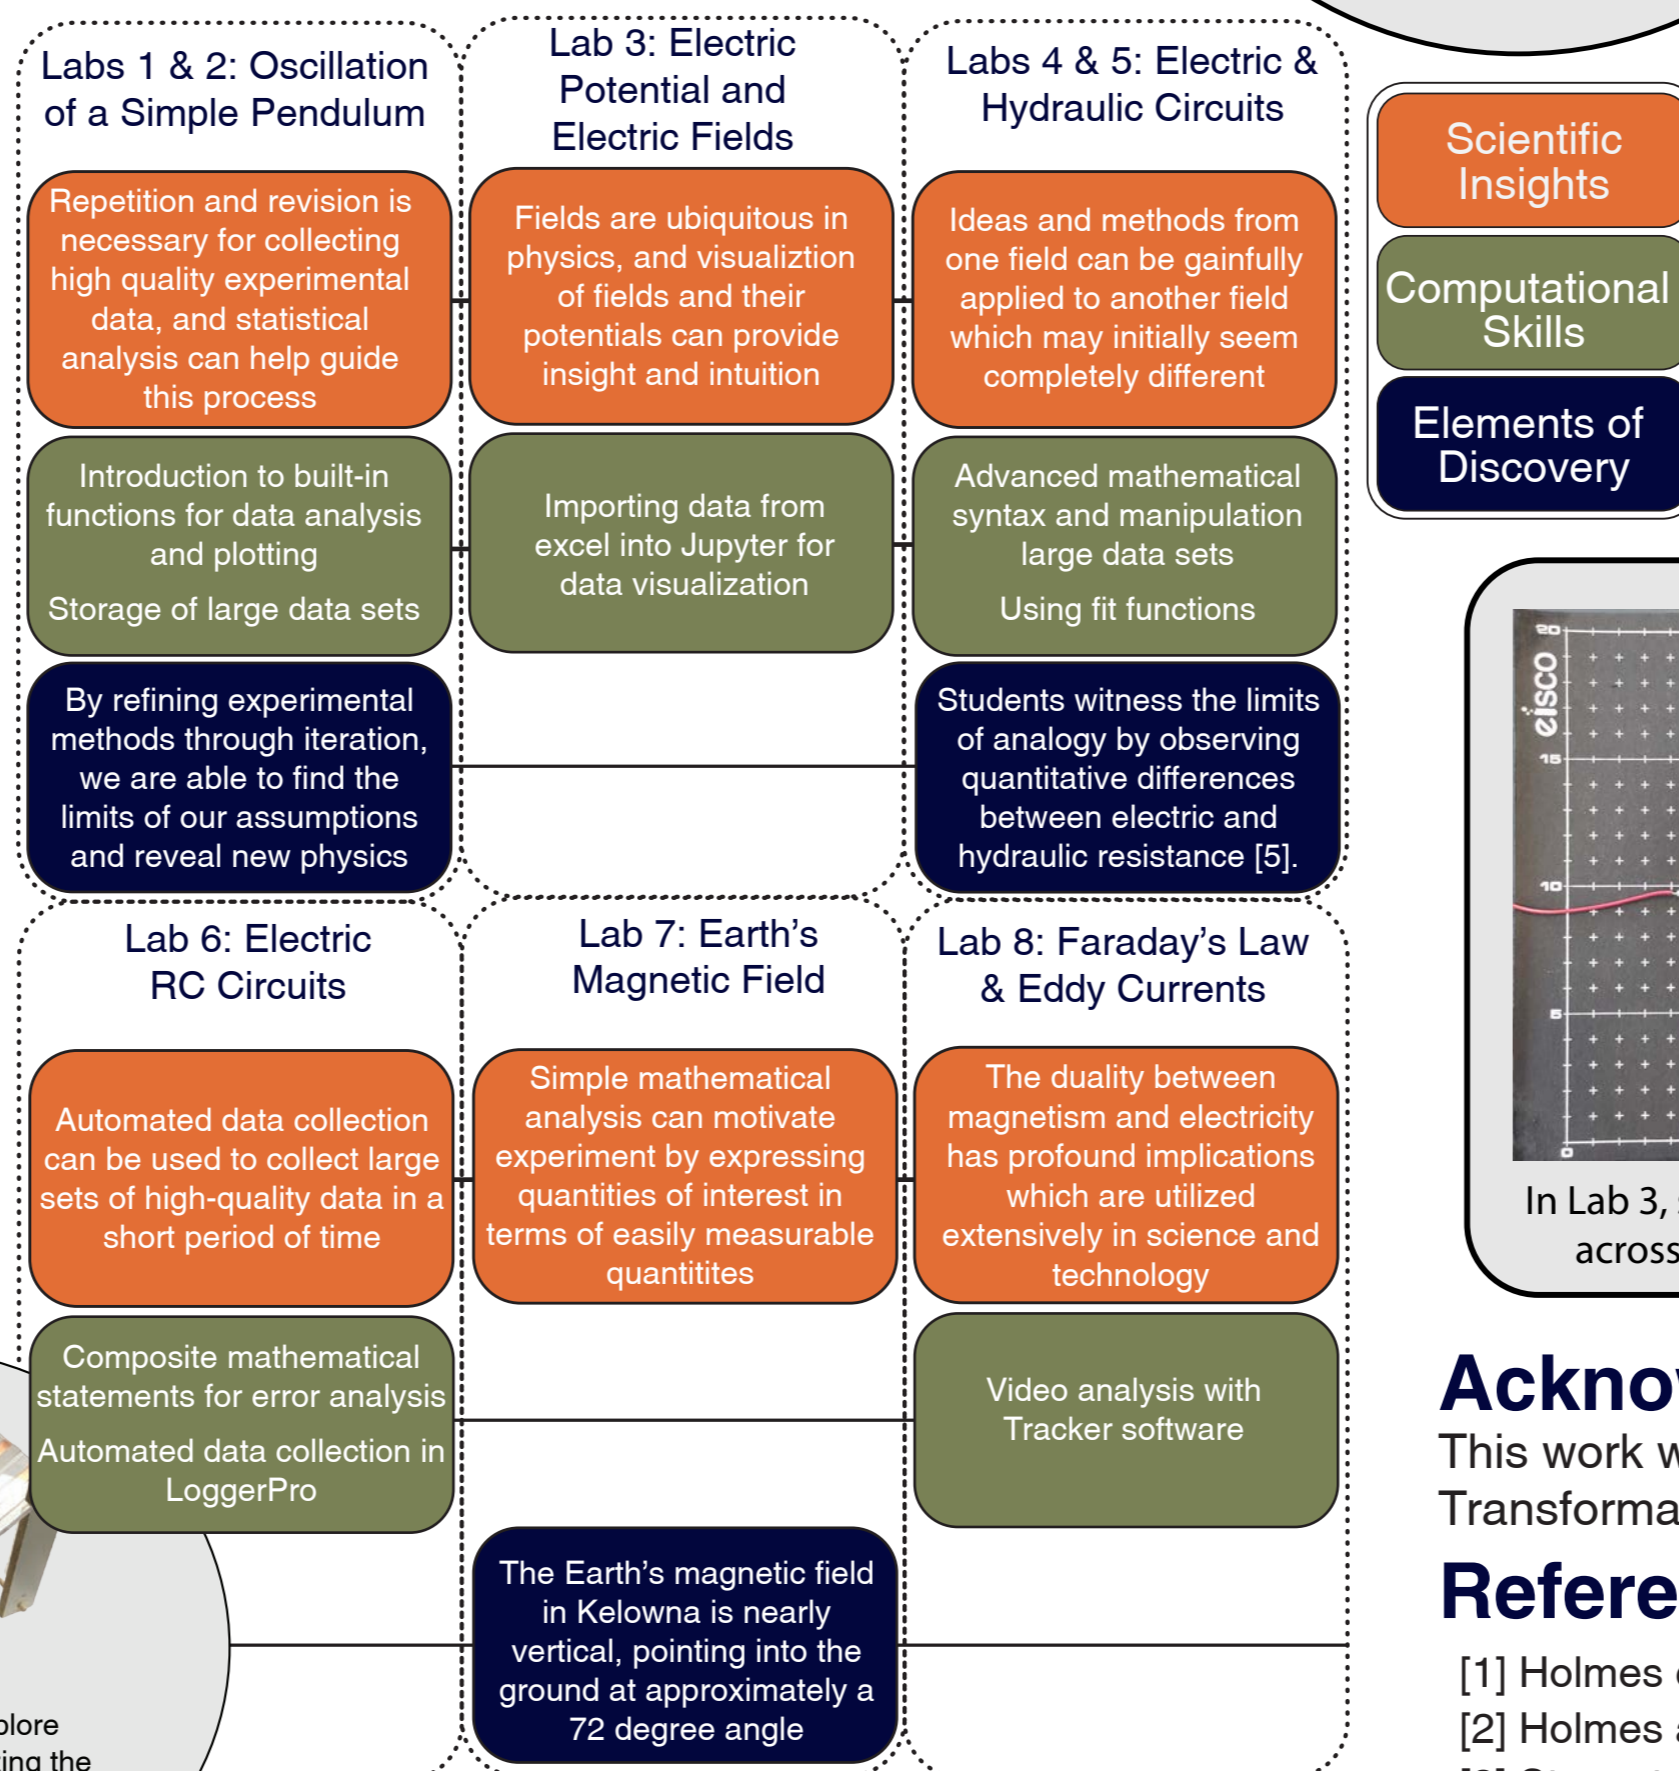 Labs 1 & 2: Oscillation
of a Simple Pendulum
Repetition and revision is
necessary for collecting
high quality experimental
data, and statistical
analysis can help guide
this process
Introduction to built-in
functions for data analysis
and plotting
Storage of large data sets
By refining experimental
methods through iteration,
we are able to find the
limits of our assumptions
and reveal new physics
Lab 3: Electric
Potential and
Electric Fields
Fields are ubiquitous in
physics, and visualiztion
of fields and their
potentials can provide
insight and intuition
Importing data from
excel into Jupyter for
data visualization
Labs 4 & 5: Electric &
Hydraulic Circuits
Ideas and methods from
one field can be gainfully
applied to another field
which may initially seem
completely different
Advanced mathematical
syntax and manipulation
large data sets
Using fit functions
Students witness the limits
of analogy by observing
quantitative differences
between electric and
hydraulic resistance [5].
Lab 6: Electric
RC Circuits
Automated data collection
can be used to collect large
sets of high-quality data in a
short period of time
Composite mathematical
statements for error analysis
Automated data collection in
LoggerPro
Lab 7: Earth's
Magnetic Field
Simple mathematical
analysis can motivate
experiment by expressing
quantities of interest in
terms of easily measurable
quantitites
The Earth's magnetic field
in Kelowna is nearly
vertical, pointing into the
ground at approximately a
72 degree angle
Lab 8: Faraday's Law
& Eddy Currents
The duality between
magnetism and electricity
has profound implications
which are utilized
extensively in science and
technology
Video analysis with
Tracker software
plore
the
Scientific
Insights
Computational
Skills
Elements of
Discovery
20
eisco
15
10
5
0
In Lab 3,
across
Ackno
This work w
Transforma
Refere
[1] Holmes
[2] Holmes